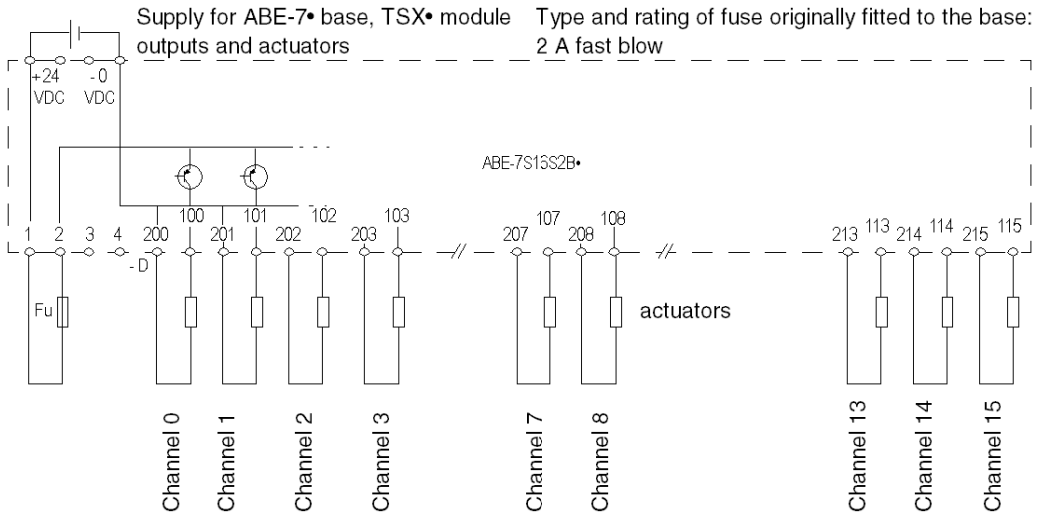 Supply for ABE-7• base, TSX• module
outputs and actuators
Type and rating of fuse originally fitted to the base:
2 A fast blow
+24
VDC
-0
VDC
ABE-7S16S2B•
1 2 3 4 200 100 201 101 202 102 203 103 207 107 208 108 213 113 214 114 215 115
-D
Fu
actuators
Channel 0
Channel 1
Channel 2
Channel 3
Channel 7
Channel 8
Channel 13
Channel 14
Channel 15